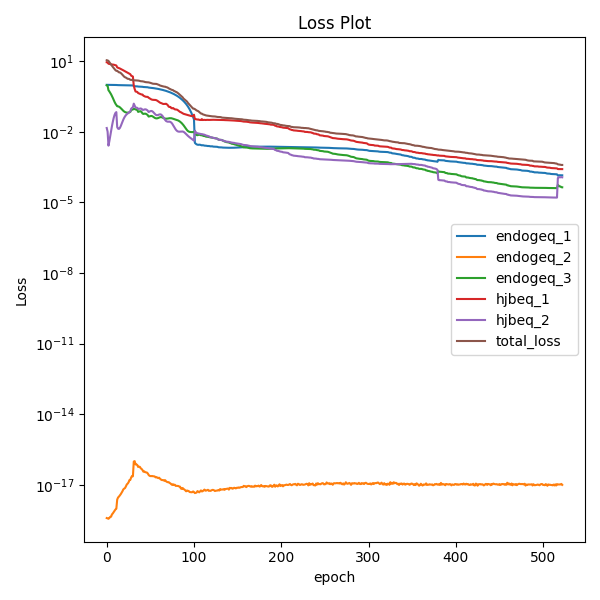 Loss Plot
Loss
10^1
10^−2
10^−5
10^−8
10^−11
10^−14
10^−17
endogeq_1
endogeq_2
endogeq_3
hjbeq_1
hjbeq_2
total_loss
0 100 200 300 400 500
epoch